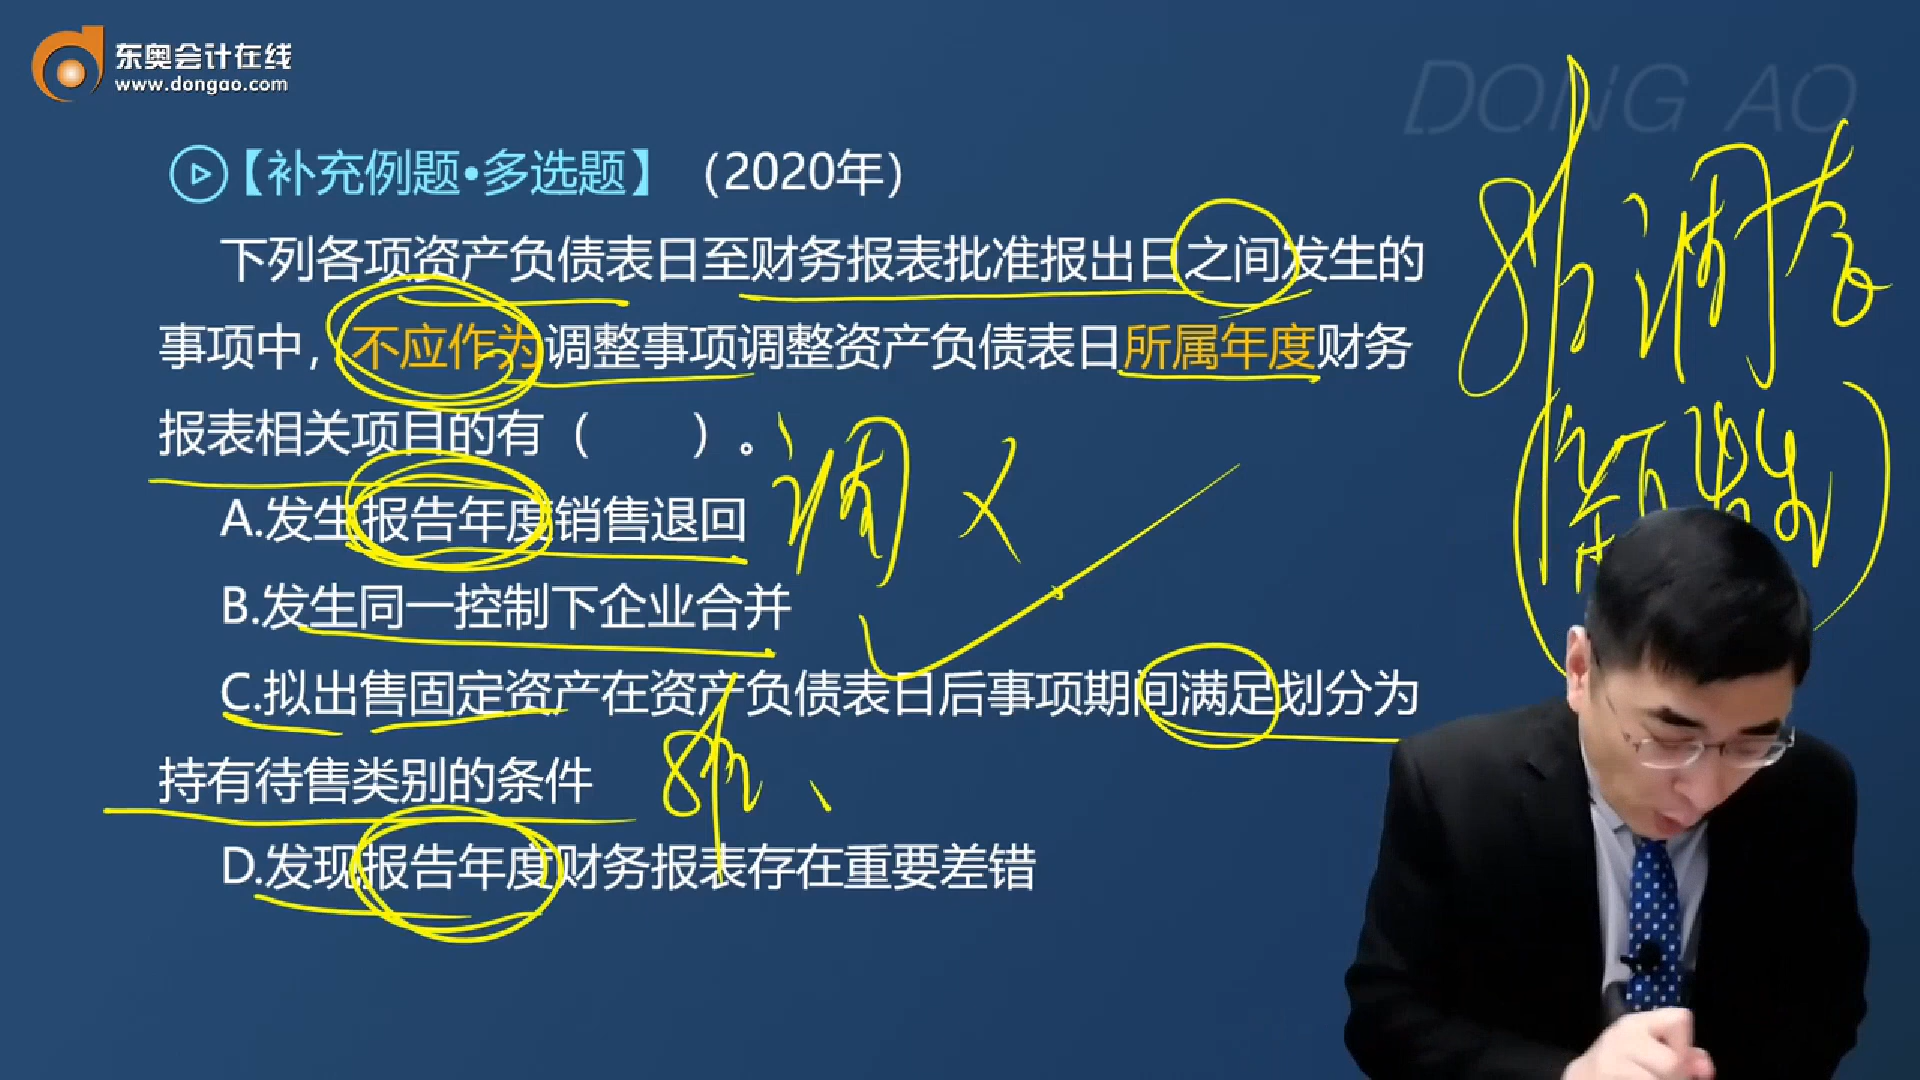 东奥会计在线
www.dongao.com
DONG AO
【补充例题•多选题】（2020年）
下列各项资产负债表日至财务报表批准报出日之间发生的
事项中，不应作为调整事项调整资产负债表日所属年度财务
报表相关项目的有（　　）。
A.发生报告年度销售退回
调 ×
B.发生同一控制下企业合并
C.拟出售固定资产在资产负债表日后事项期间满足划分为
持有待售类别的条件
D.发现报告年度财务报表存在重要差错